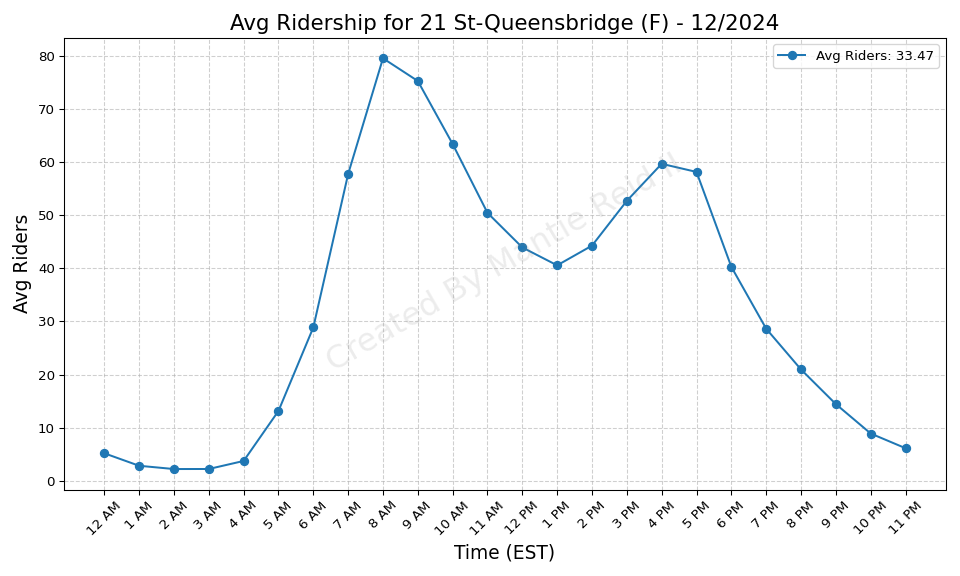 Avg Ridership for 21 St-Queensbridge (F) - 12/2024
Avg Riders: 33.47
Avg Riders
80
70
60
50
40
30
20
10
0
Created By Mantle Reid II
12 AM
1 AM
2 AM
3 AM
4 AM
5 AM
6 AM
7 AM
8 AM
9 AM
10 AM
11 AM
12 PM
1 PM
2 PM
3 PM
4 PM
5 PM
6 PM
7 PM
8 PM
9 PM
10 PM
11 PM
Time (EST)